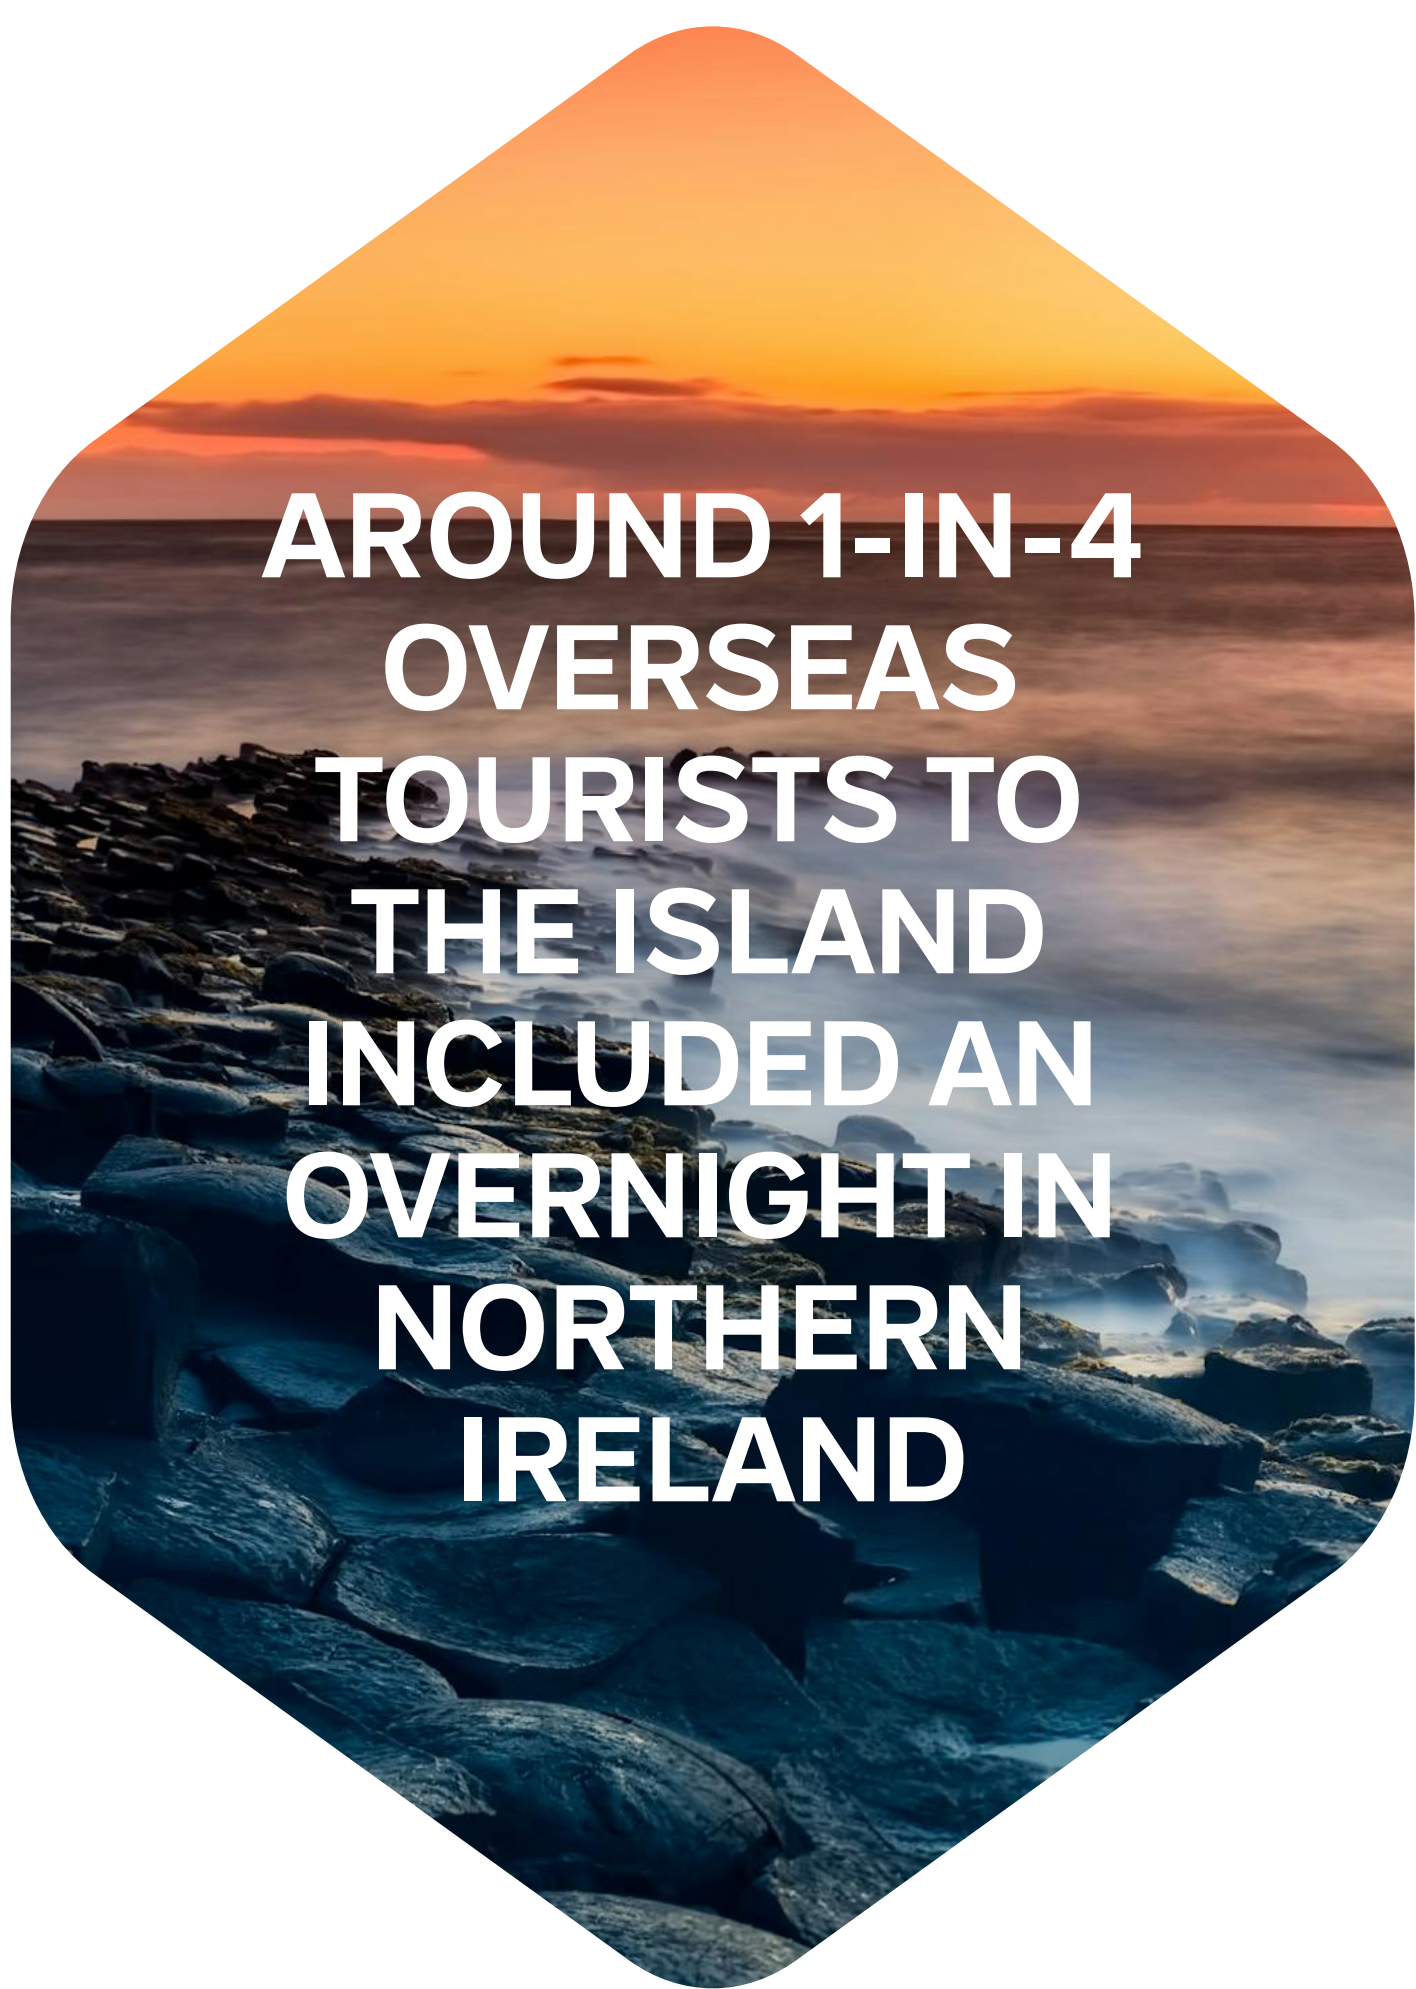 AROUND 1-IN-4
OVERSEAS
TOURISTS TO
THE ISLAND
INCLUDED AN
OVERNIGHT IN
NORTHERN
IRELAND